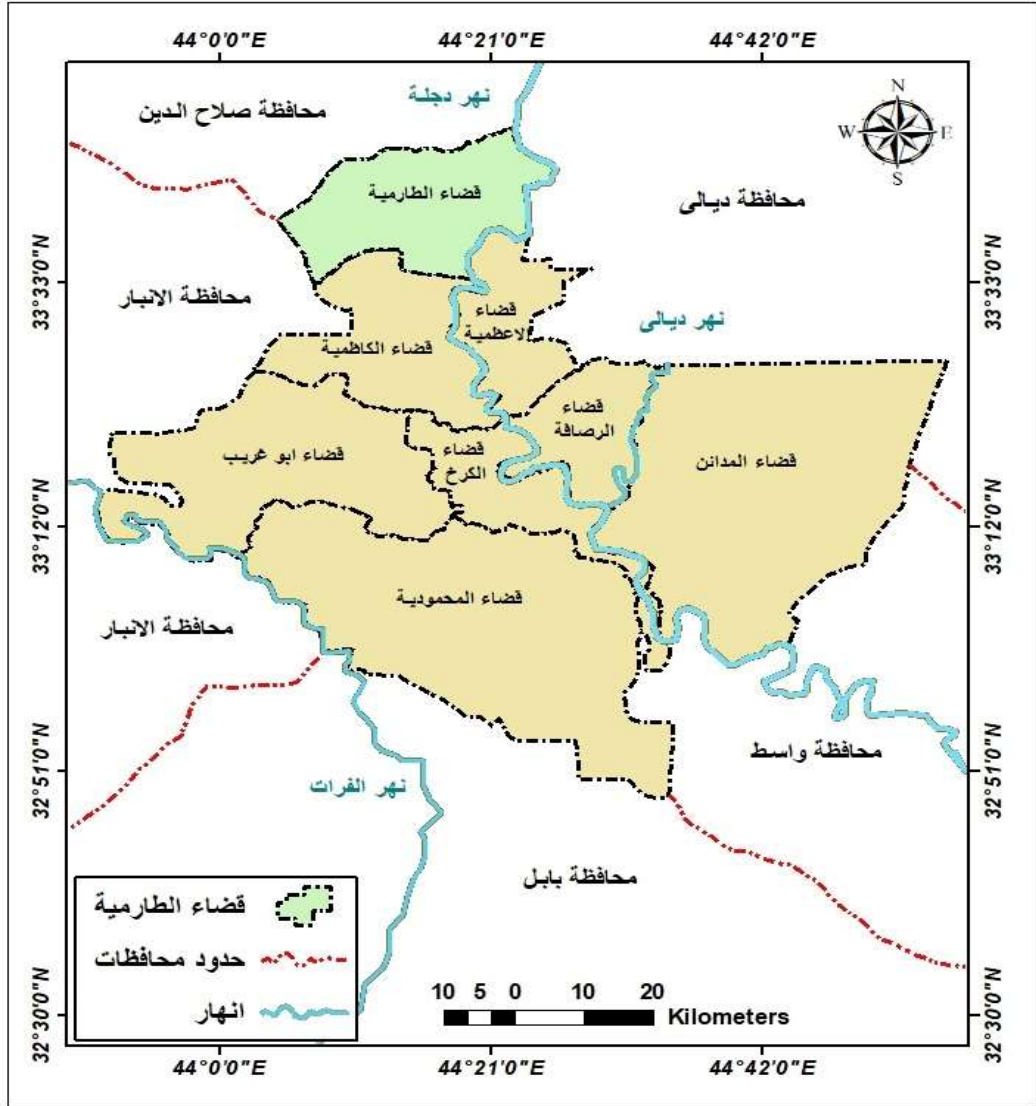 44°0'0"E
44°21'0"E
44°42'0"E
نهر دجلة
محافظة صلاح الدين
N
W
E
S
قضاء الطارمية
محافظة ديالى
33°33'0"N
33°33'0"N
محافظة الانبار
قضاء
الاعظمية
نهر ديالى
قضاء الكاظمية
قضاء
الرصافة
قضاء ابو غريب
قضاء
الكرخ
قضاء المدائن
33°12'0"N
33°12'0"N
قضاء المحمودية
محافظة الانبار
محافظة واسط
32°51'0"N
32°51'0"N
نهر الفرات
محافظة بابل
قضاء الطارمية
حدود محافظات
انهار
10 5 0 10 20
Kilometers
32°30'0"N
32°30'0"N
44°0'0"E
44°21'0"E
44°42'0"E